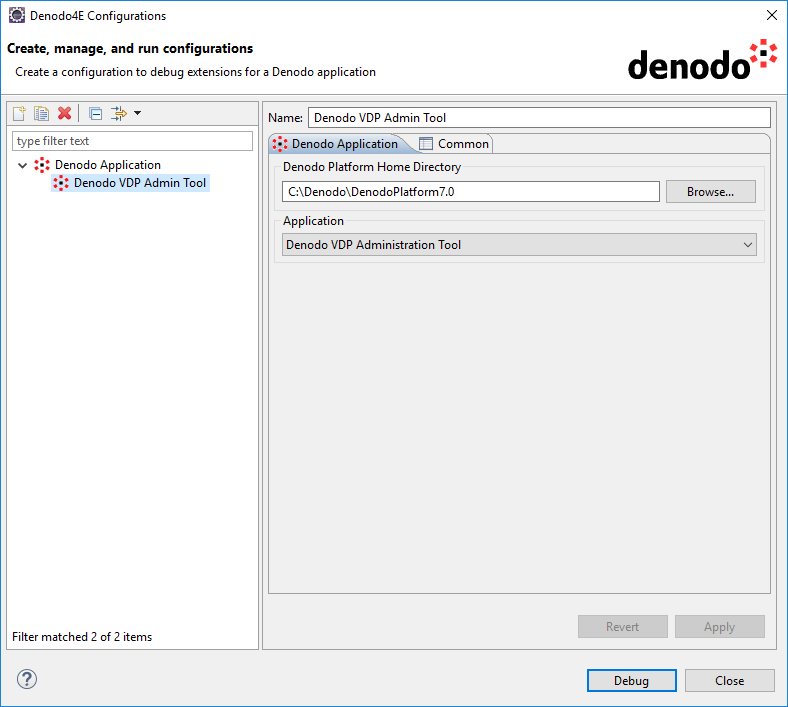 Denodo4E Configurations
Create, manage, and run configurations
Create a configuration to debug extensions for a Denodo application
denodo
type filter text
Denodo Application
Denodo VDP Admin Tool
Filter matched 2 of 2 items
Name: Denodo VDP Admin Tool
Denodo Application Common
Denodo Platform Home Directory
C:\Denodo\DenodoPlatform7.0 Browse...
Application
Denodo VDP Administration Tool
Revert Apply
? Debug Close